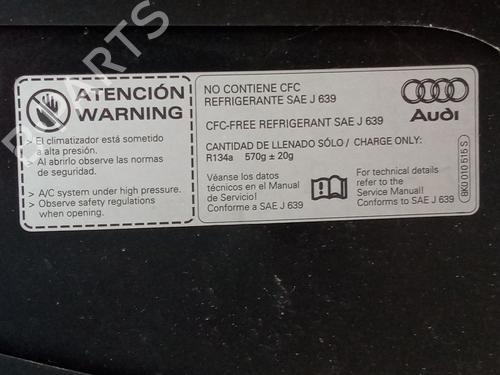 PARTS
ATENCIÓN
WARNING
> El climatizador está sometido
a alta presión.
> Al abrirlo observe las normas
de seguridad.
> A/C system under high pressure.
> Observe safety regulations
when opening.
NO CONTIENE CFC
REFRIGERANTE SAE J 639
CFC-FREE REFRIGERANT SAE J 639
CANTIDAD DE LLENADO SÓLO / CHARGE ONLY:
R134a 570g ± 20g
Véanse los datos
técnicos en el Manual
de Servicio!
Conforme a SAE J 639
For technical details
refer to the
Service Manual!
Conforms to SAE J 639
Audi
8K0 010 515 S